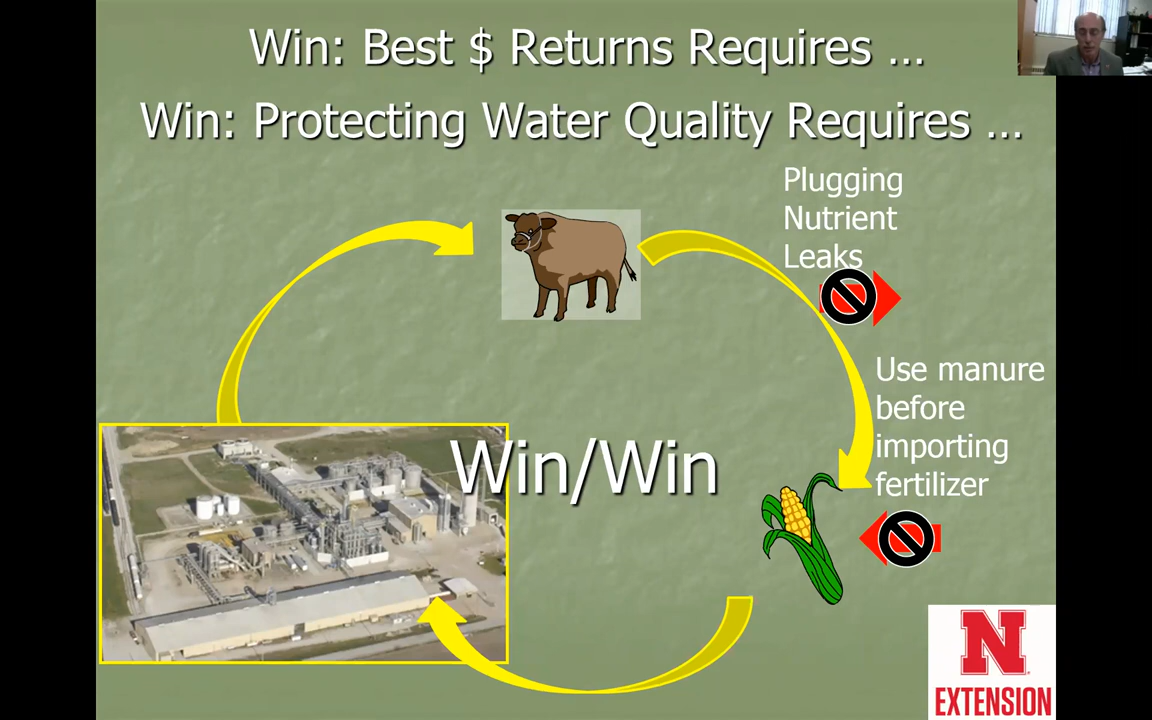 Win: Best $ Returns Requires ...
Win: Protecting Water Quality Requires ...
Plugging
Nutrient
Leaks
Use manure
before
importing
fertilizer
Win/Win
N
EXTENSION